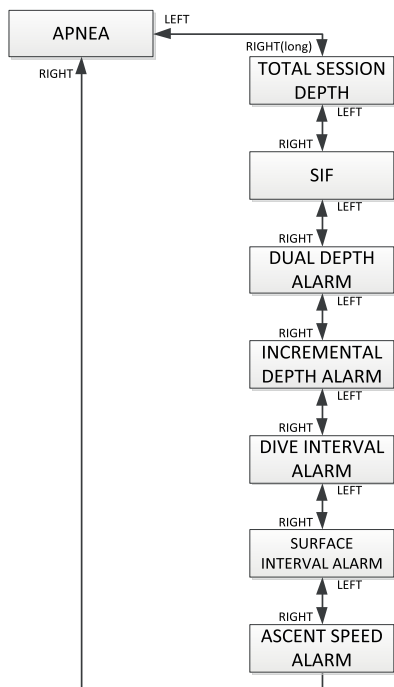 APNEA
LEFT
RIGHT(long)
RIGHT
TOTAL SESSION
DEPTH
LEFT
RIGHT
SIF
LEFT
RIGHT
DUAL DEPTH
ALARM
LEFT
RIGHT
INCREMENTAL
DEPTH ALARM
LEFT
RIGHT
DIVE INTERVAL
ALARM
LEFT
RIGHT
SURFACE
INTERVAL ALARM
LEFT
RIGHT
ASCENT SPEED
ALARM